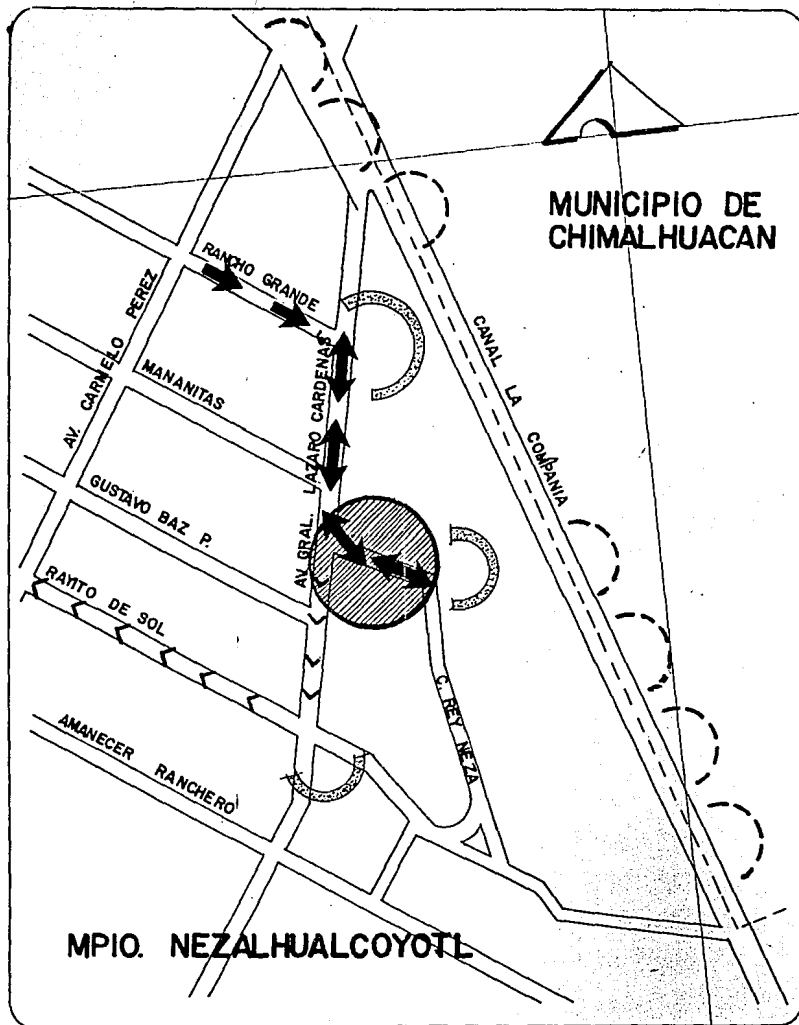 MUNICIPIO DE
CHIMALHUACAN
RANCHO GRANDE
AV. CARMELO PEREZ
MANANITAS
AV GRAL. LAZARO CARDENAS
CANAL LA COMPANIA
GUSTAVO BAZ P.
RAYITO DE SOL
C. REY NEZA
AMANECER RANCHERO
MPIO. NEZALHUALCOYOTL